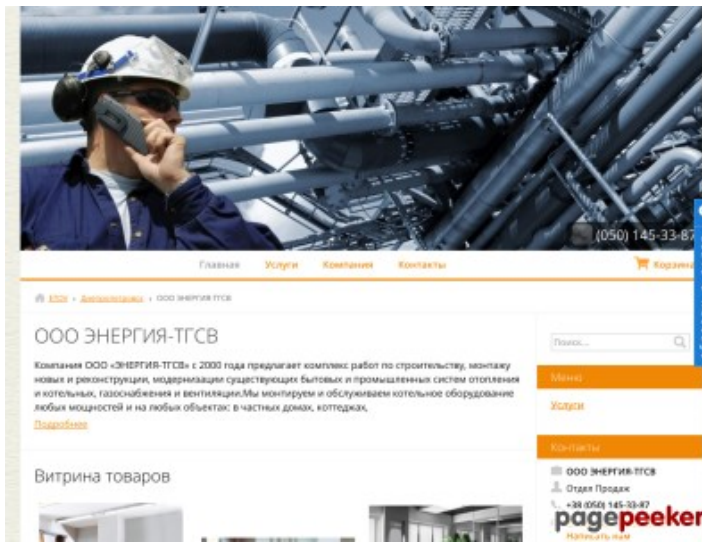 (050) 145-33-87
Главная Услуги Компания Контакты Корзина
ООО ЭНЕРГИЯ-ТГСВ
ООО ЭНЕРГИЯ-ТГСВ
Компания ООО «ЭНЕРГИЯ-ТГСВ» с 2000 года предлагает комплекс работ по строительству, монтажу
новых и реконструкции, модернизации существующих бытовых и промышленных систем отопления
и котельных, газоснабжения и вентиляции.Мы монтируем и обслуживаем котельное оборудование
любых мощностей и на любых объектах: в частных домах, коттеджах,
Подробнее
Витрина товаров
Поиск...
Меню
Услуги
Контакты
ООО ЭНЕРГИЯ-ТГСВ
Отдел Продаж
+38 (050) 145-33-87
Написать нам
pagepeeker